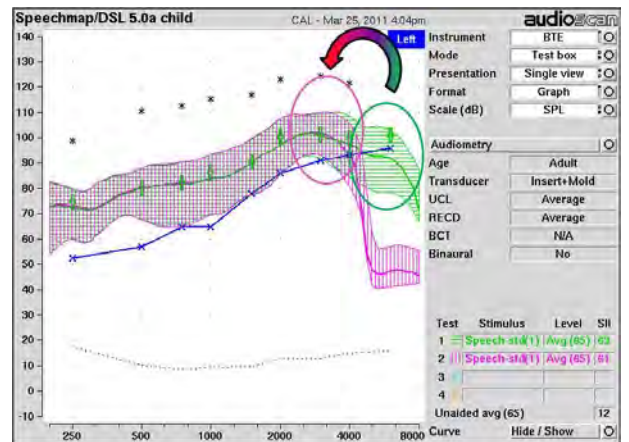 Speechmap/DSL 5.0a child
CAL - Mar 25, 2011 4:04pm
audioscan
Left
140
130
120
110
100
90
80
70
60
50
40
30
20
10
0
-10
250
500
1000
2000
4000
8000
Instrument BTE
Mode Test box
Presentation Single view
Format Graph
Scale (dB) SPL
Audiometry
Age Adult
Transducer Insert+Mold
UCL Average
RECD Average
BCT N/A
Binaural No
Test Stimulus Level SII
1 Speech-std(1) Avg (65) 63
2 Speech-std(1) Avg (65) 61
3
4
Unaided avg (65) 12
Curve Hide / Show